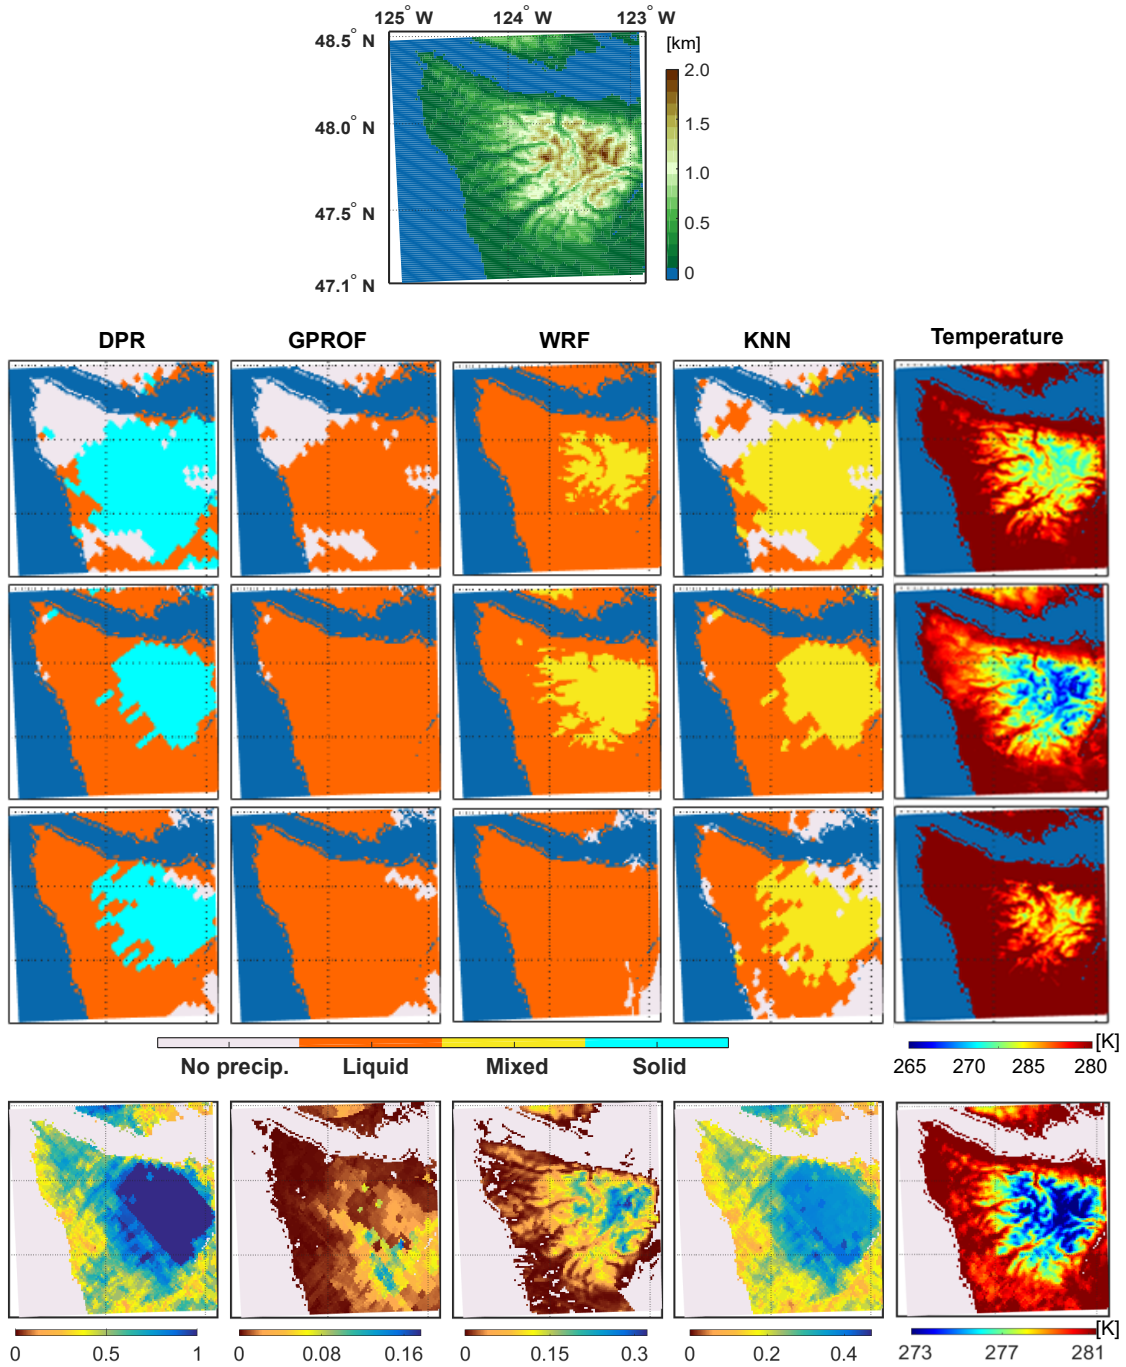 125° W 124° W 123° W
48.5° N
[km]
2.0
48.0° N
1.5
1.0
47.5° N
0.5
47.1° N
0
DPR GPROF WRF KNN Temperature
No precip. Liquid Mixed Solid
[K]
265 270 285 280
0 0.5 1
0 0.08 0.16
0 0.15 0.3
0 0.2 0.4
273 277 281